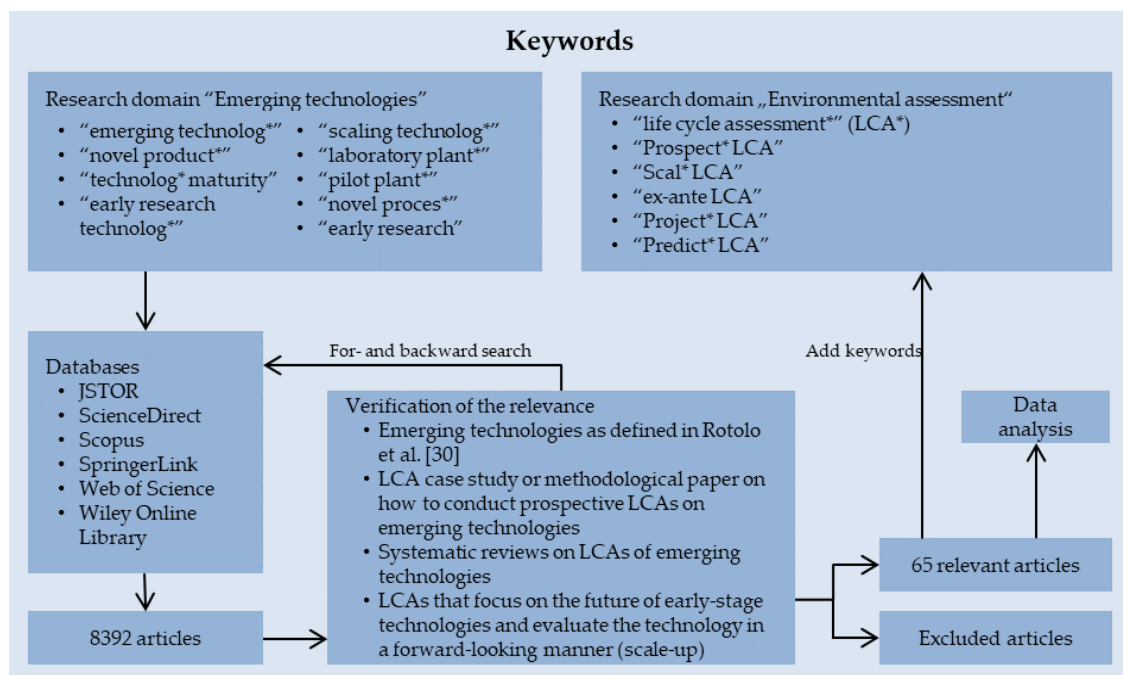 Keywords
Research domain “Emerging technologies”
• “emerging technolog*”
• “novel product*”
• “technolog* maturity”
• “early research
technolog*”
• “scaling technolog*”
• “laboratory plant*”
• “pilot plant*”
• “novel proces*”
• “early research”
Research domain „Environmental assessment“
• “life cycle assessment*” (LCA*)
• “Prospect* LCA”
• “Scal* LCA”
• “ex-ante LCA”
• “Project* LCA”
• “Predict* LCA”
For- and backward search
Add keywords
Databases
• JSTOR
• ScienceDirect
• Scopus
• SpringerLink
• Web of Science
• Wiley Online
Library
8392 articles
Verification of the relevance
• Emerging technologies as defined in Rotolo
et al. [30]
• LCA case study or methodological paper on
how to conduct prospective LCAs on
emerging technologies
• Systematic reviews on LCAs of emerging
technologies
• LCAs that focus on the future of early-stage
technologies and evaluate the technology in
a forward-looking manner (scale-up)
Data
analysis
65 relevant articles
Excluded articles